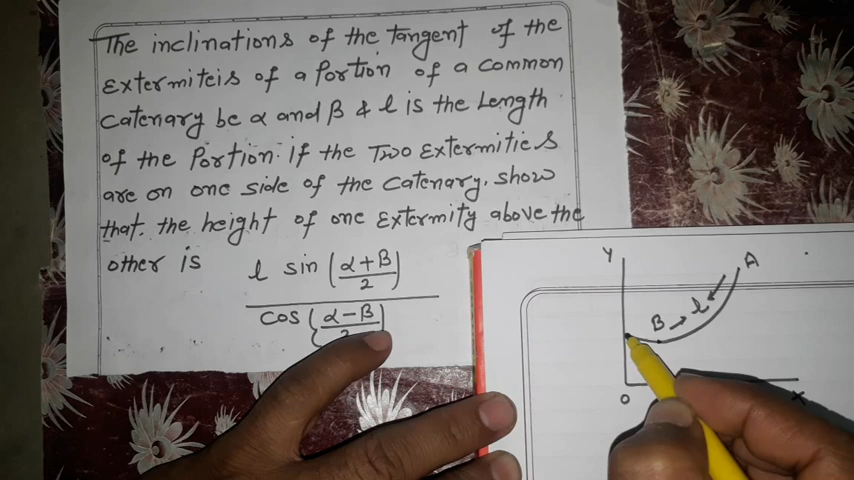 The inclinations of the tangent of the
Extermiteis of a Portion of a common
Catenary be α and β & l is the Length
of the Portion. if the Two Extermities
are on one side of the Catenary. show
that. the height of one Extermity above the
other is
l sin (α+β/2)
cos (α-β/2)
Y
A
B → l
O
X